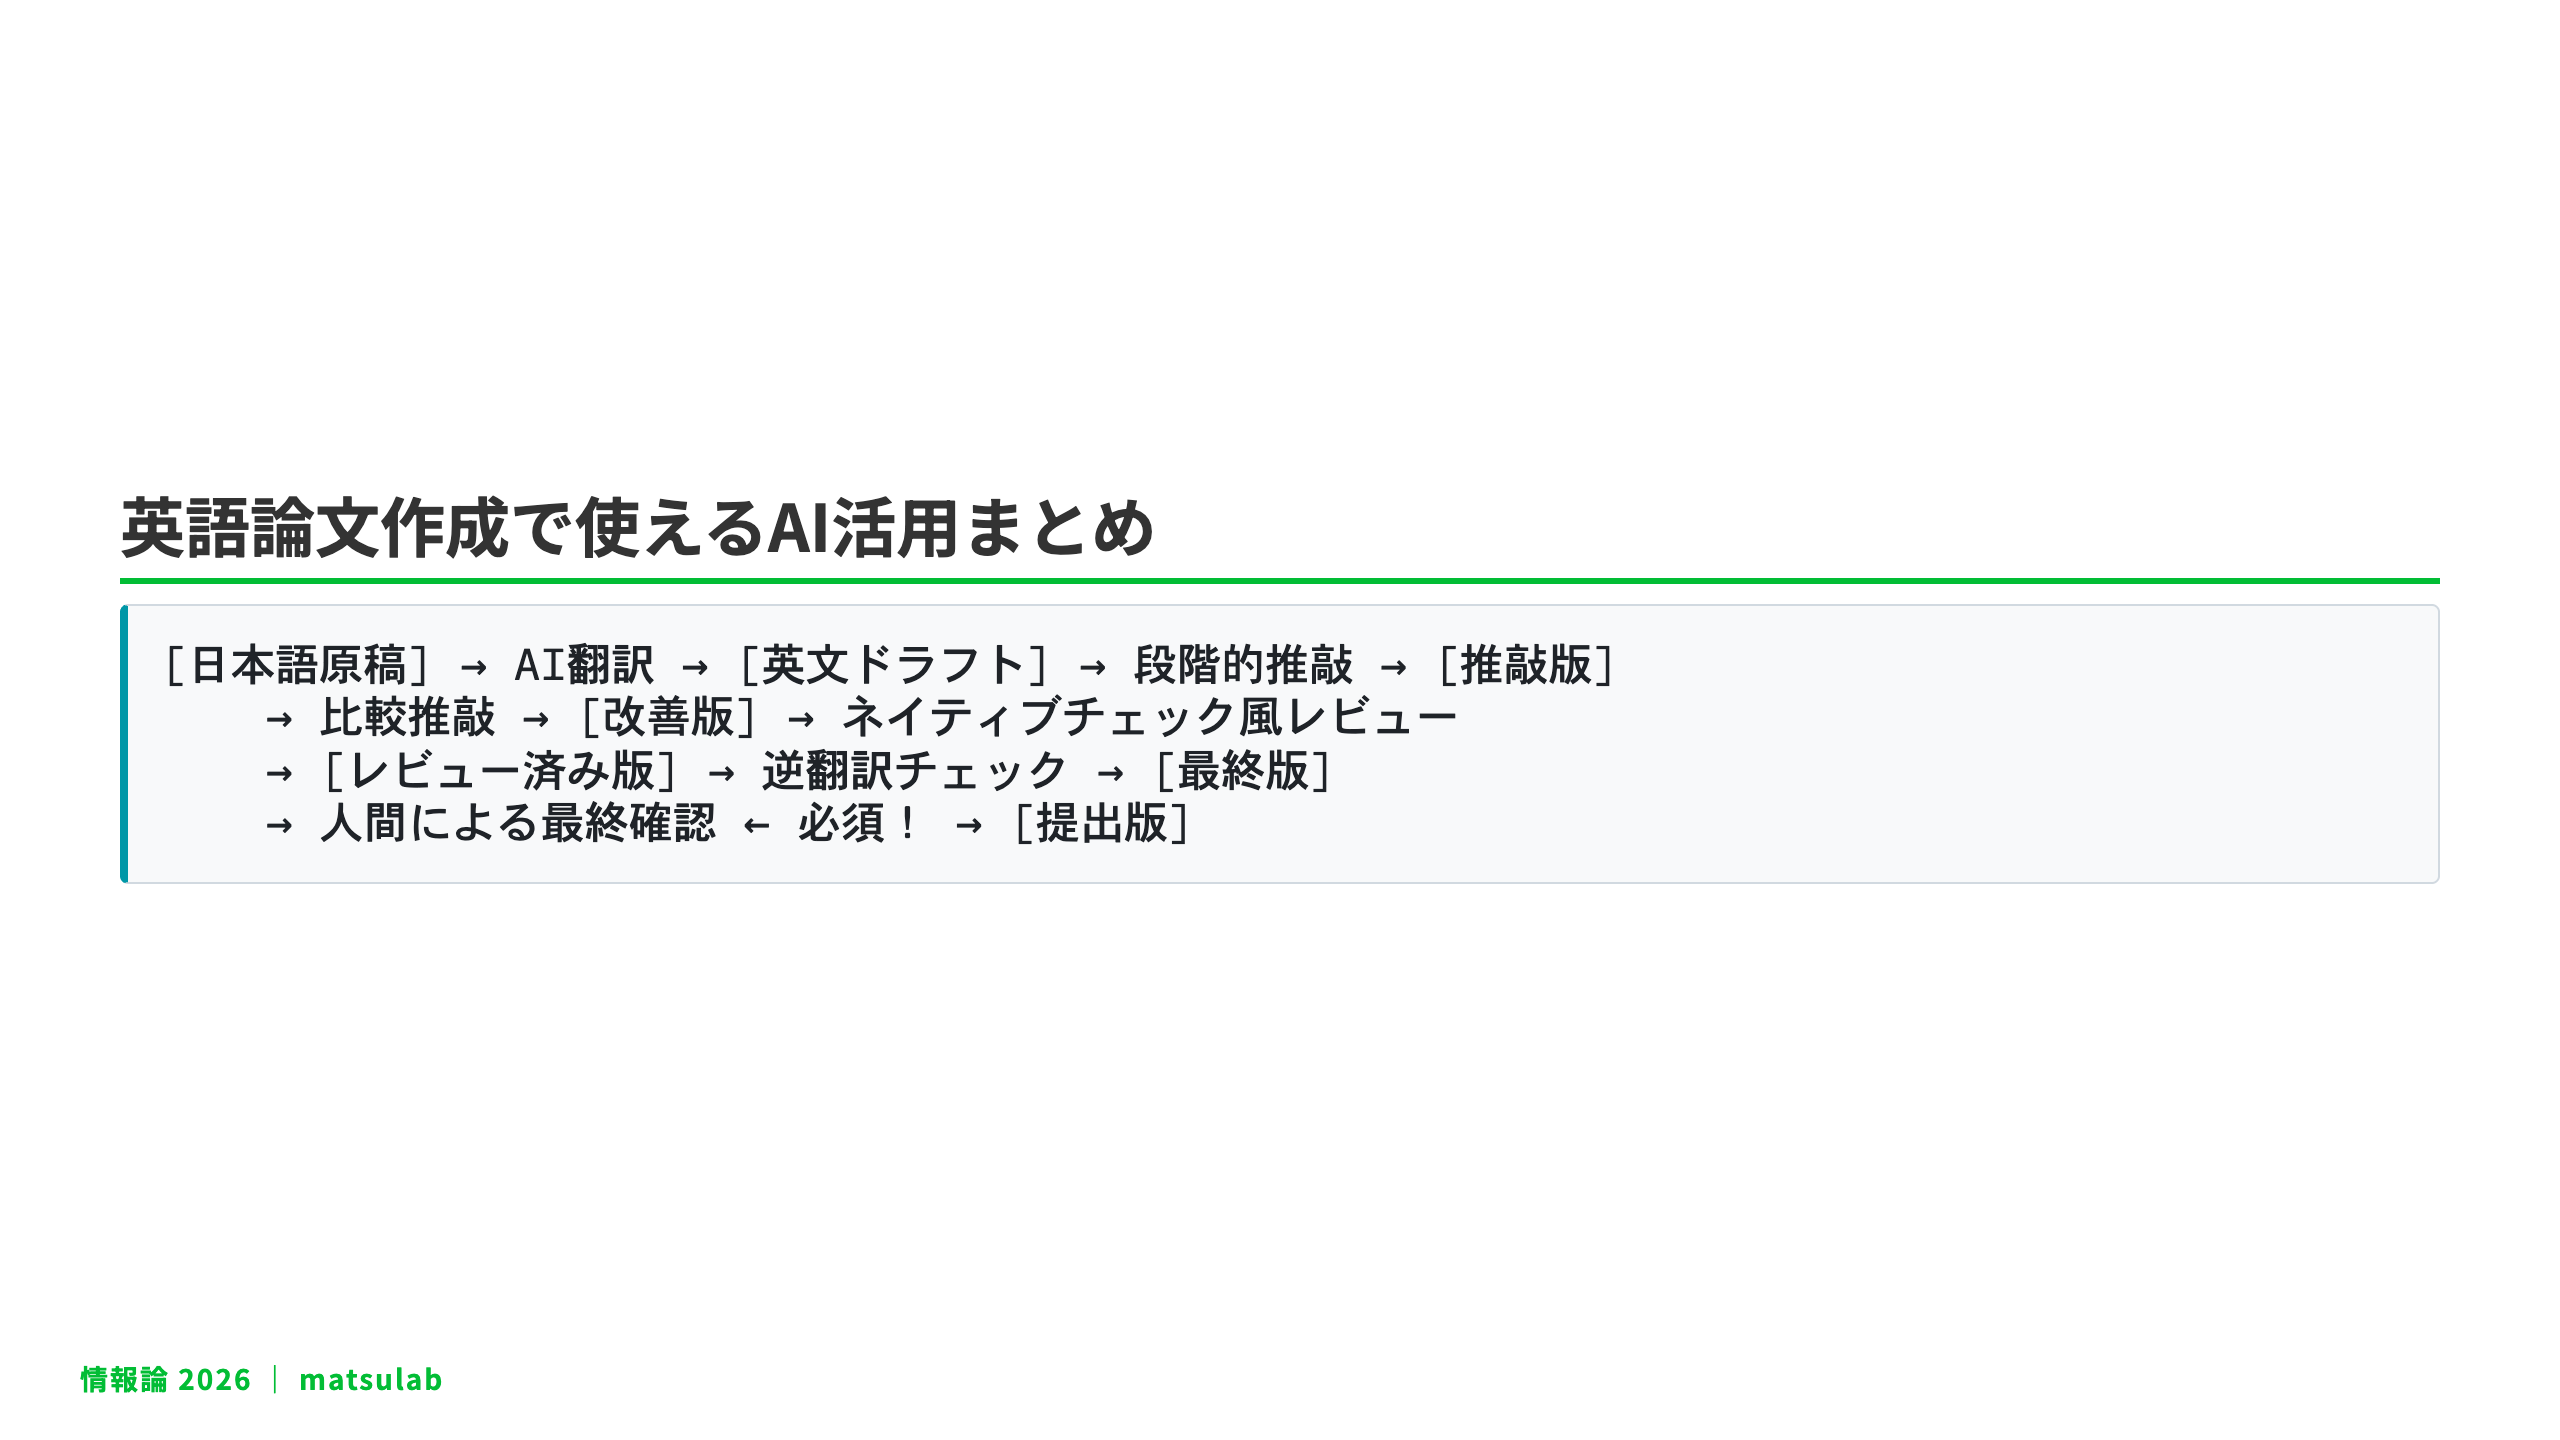 英語論文作成で使えるAI活用まとめ
[日本語原稿] → AI翻訳 → [英文ドラフト] → 段階的推敲 → [推敲版]
→ 比較推敲 → [改善版] → ネイティブチェック風レビュー
→ [レビュー済み版] → 逆翻訳チェック → [最終版]
→ 人間による最終確認 ← 必須！ → [提出版]
情報論 2026 ｜ matsulab